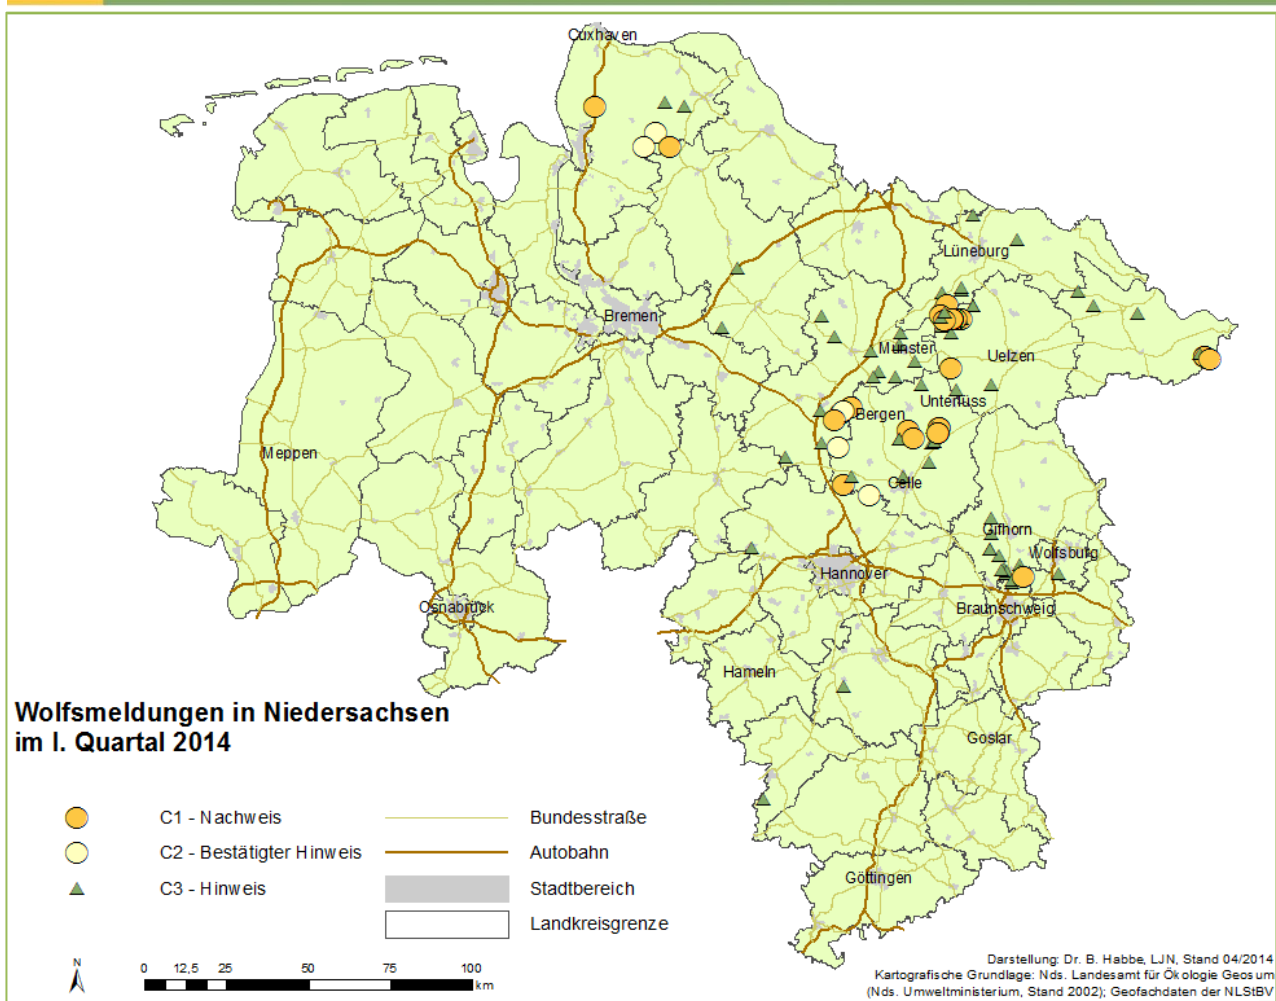 Cuxhaven
Lüneburg
Bremen
Munster
Uelzen
Unterlüss
Bergen
Meppen
Celle
Gifhorn
Wolfsburg
Hannover
Osnabrück
Braunschweig
Hameln
Goslar
Göttingen
Wolfsmeldungen in Niedersachsen
im I. Quartal 2014
C1 - Nachweis
Bundesstraße
C2 - Bestätigter Hinweis
Autobahn
C3 - Hinweis
Stadtbereich
Landkreisgrenze
N
0 12,5 25 50 75 100
km
Darstellung: Dr. B. Habbe, LJN, Stand 04/2014
Kartografische Grundlage: Nds. Landesamt für Ökologie Geosum
(Nds. Umweltministerium, Stand 2002); Geofachdaten der NLStBV